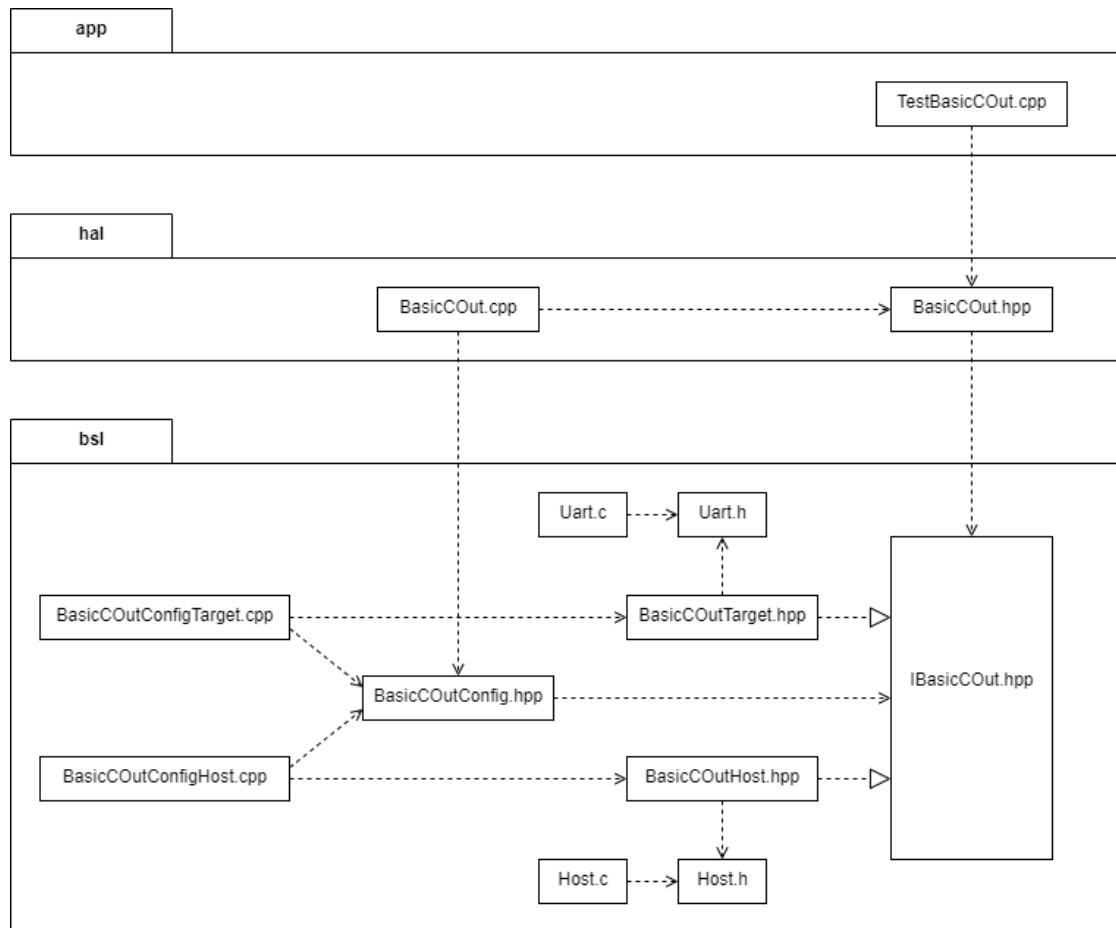 app
TestBasicCOut.cpp
hal
BasicCOut.cpp
BasicCOut.hpp
bsl
Uart.c
Uart.h
BasicCOutConfigTarget.cpp
BasicCOutTarget.hpp
IBasicCOut.hpp
BasicCOutConfig.hpp
BasicCOutConfigHost.cpp
BasicCOutHost.hpp
Host.c
Host.h